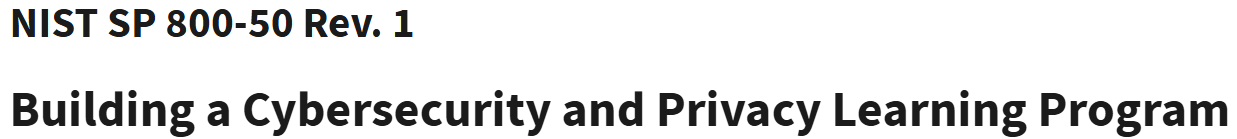 NIST SP 800-50 Rev. 1
Building a Cybersecurity and Privacy Learning Program